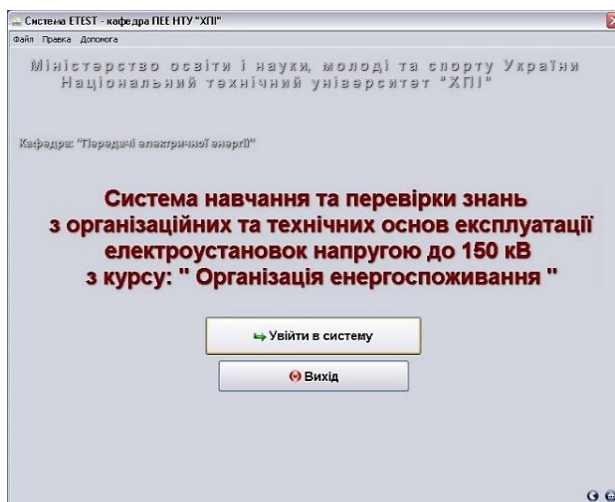 Система ETEST - кафедра ПЕЕ НТУ "ХПІ"
Файл Правка Допомога
Міністерство освіти і науки, молоді та спорту України
Національний технічний університет "ХПІ"
Кафедра: "Передачі електричної енергії"
Система навчання та перевірки знань
з організаційних та технічних основ експлуатації
електроустановок напругою до 150 кВ
з курсу: " Організація енергоспоживання "
Увійти в систему
Вихід